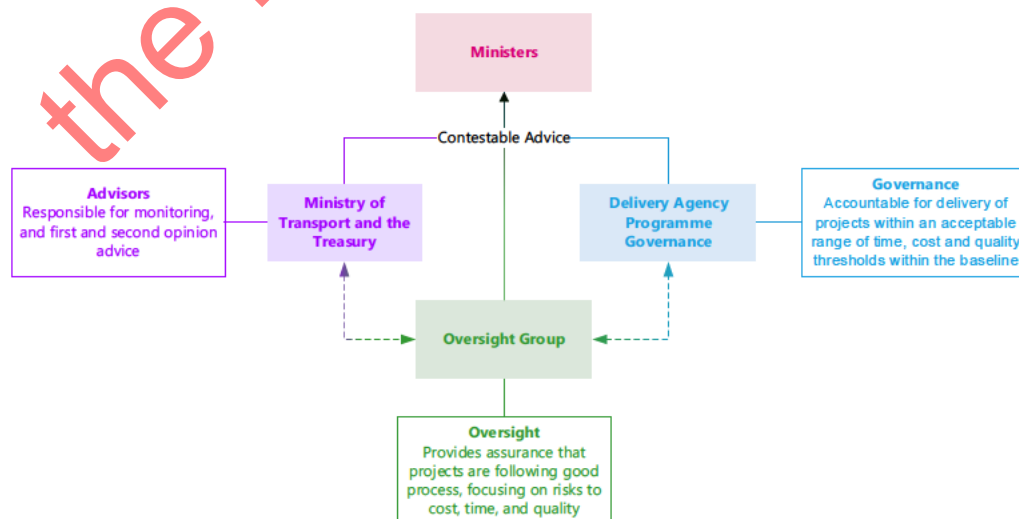 the
Ministers
Contestable Advice
Advisors
Responsible for monitoring,
and first and second opinion
advice
Ministry of
Transport and the
Treasury
Delivery Agency
Programme
Governance
Governance
Accountable for delivery of
projects within an acceptable
range of time, cost and quality
thresholds within the baseline
Oversight Group
Oversight
Provides assurance that
projects are following good
process, focusing on risks to
cost, time, and quality